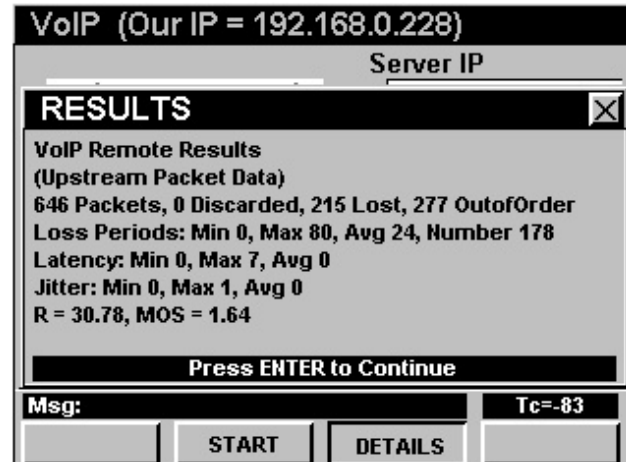 VoIP (Our IP = 192.168.0.228)
Server IP
RESULTS
VoIP Remote Results
(Upstream Packet Data)
646 Packets, 0 Discarded, 215 Lost, 277 OutofOrder
Loss Periods: Min 0, Max 80, Avg 24, Number 178
Latency: Min 0, Max 7, Avg 0
Jitter: Min 0, Max 1, Avg 0
R = 30.78, MOS = 1.64
Press ENTER to Continue
Msg:
Tc=-83
START
DETAILS